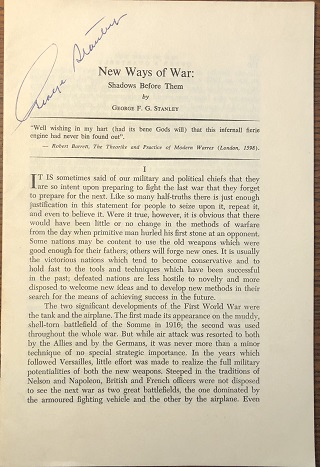 George Stanley
New Ways of War:
Shadows Before Them
by
GEORGE F. G. STANLEY
"Well wishing in my hart (had its bene Gods will) that this infernall fierie
engine had never bin found out".
— Robert Barrett, The Theorike and Practice of Modern Warres (London, 1598).
I
IT IS sometimes said of our military and political chiefs that they
are so intent upon preparing to fight the last war that they forget
to prepare for the next. Like so many half-truths there is just enough
justification in this statement for people to seize upon it, repeat it,
and even to believe it. Were it true, however, it is obvious that there
would have been little or no change in the methods of warfare
from the day when primitive man hurled his first stone at an opponent.
Some nations may be content to use the old weapons which were
good enough for their fathers; others will forge new ones. It is usually
the victorious nations which tend to become conservative and to
hold fast to the tools and techniques which have been successful
in the past; defeated nations are less hostile to novelty and more
disposed to welcome new ideas and to develop new methods in their
search for the means of achieving success in the future.
The two significant developments of the First World War were
the tank and the airplane. The first made its appearance on the muddy,
shell-torn battlefield of the Somme in 1916; the second was used
throughout the whole war. But while air attack was resorted to both
by the Allies and by the Germans, it was never more than a minor
technique of no special strategic importance. In the years which
followed Versailles, little effort was made to realize the full military
potentialities of both the new weapons. Steeped in the traditions of
Nelson and Napoleon, British and French officers were not disposed
to see the next war as two great battlefields, the one dominated by
the armoured fighting vehicle and the other by the airplane. Even